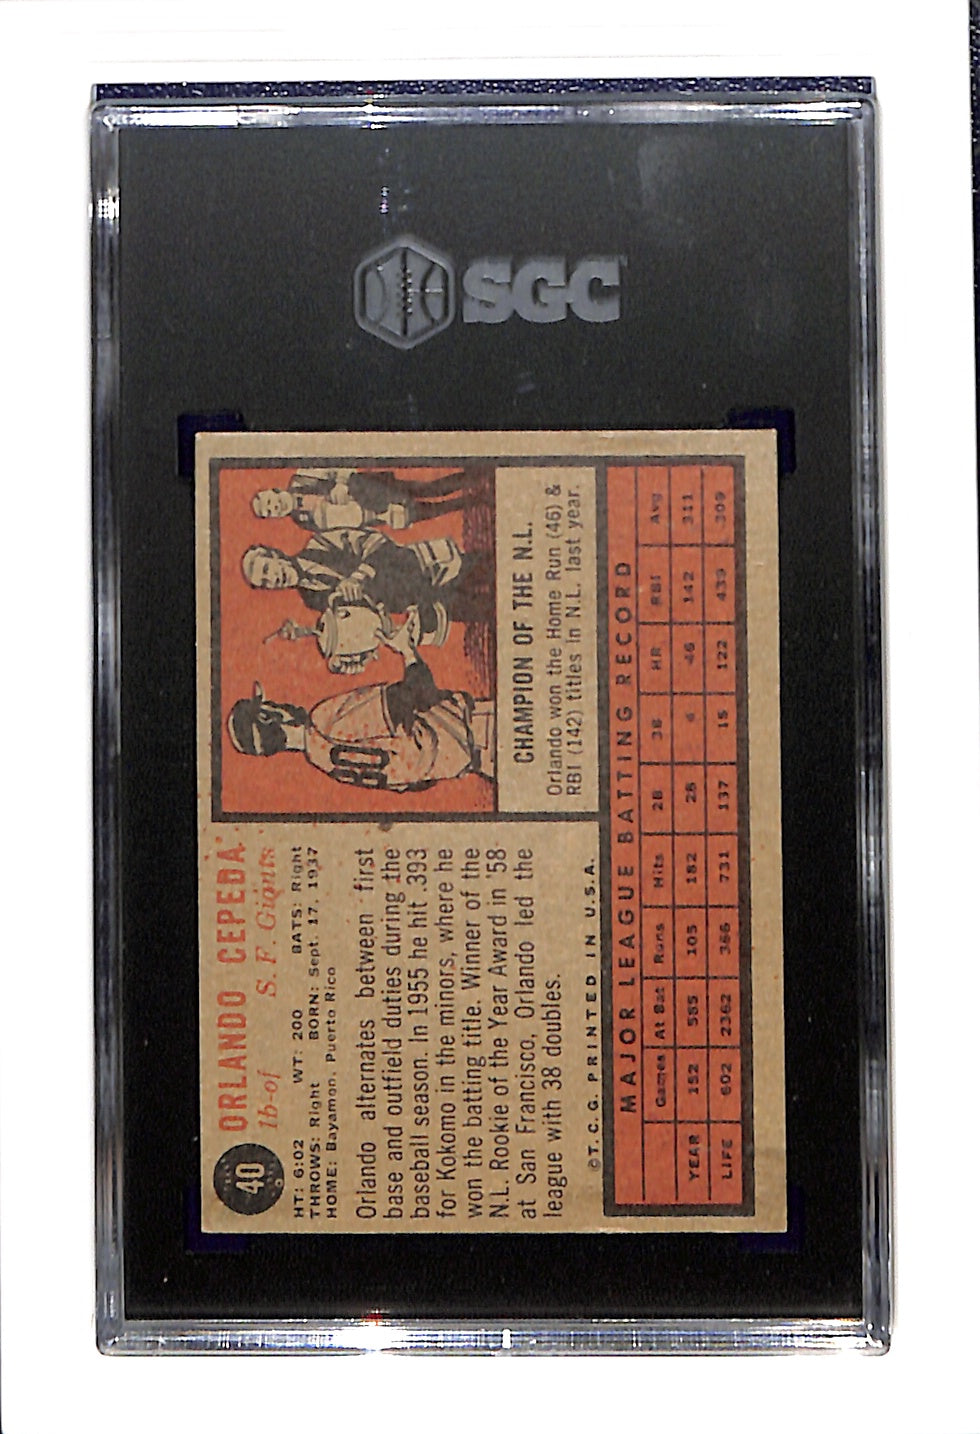 SGC
40
ORLANDO CEPEDA
1b-of S. F. Giants
HT: 6:02 WT: 200 BATS: Right
THROWS: Right BORN: Sept. 17, 1937
HOME: Bayamon, Puerto Rico
Orlando alternates between first
base and outfield duties during the
baseball season. In 1955 he hit .393
for Kokomo in the minors, where he
won the batting title. Winner of the
N.L. Rookie of the Year Award in '58
at San Francisco, Orlando led the
league with 38 doubles.
©T. C. G. PRINTED IN U.S.A.
80
CHAMPION OF THE N.L.
Orlando won the Home Run (46) &
RBI (142) titles in N.L. last year.
MAJOR LEAGUE BATTING RECORD
Games At Bat Runs Hits 2B 3B HR RBI Avg
YEAR 152 585 105 182 28 4 46 142 311
LIFE 602 2362 366 731 137 15 122 439 309